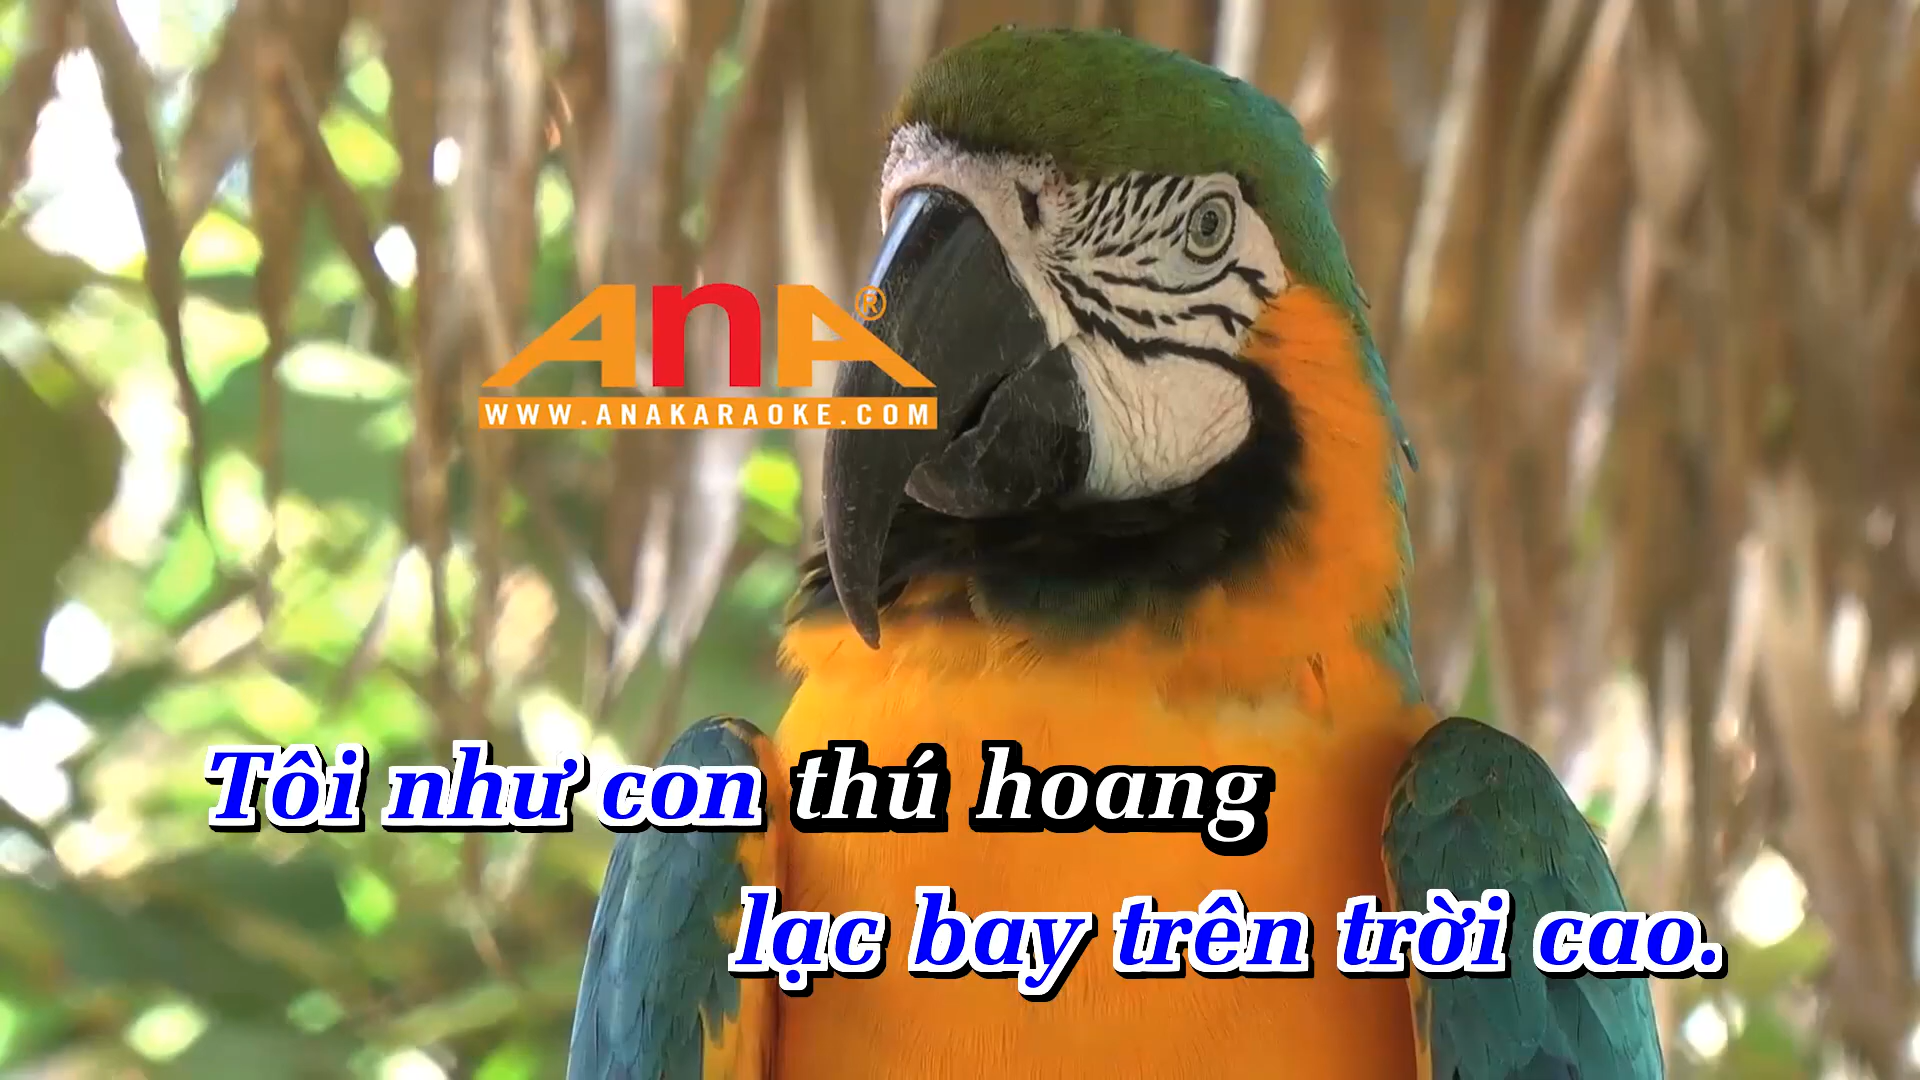 AnA®
WWW.ANAKARAOKE.COM
Tôi như con thú hoang
lạc bay trên trời cao.